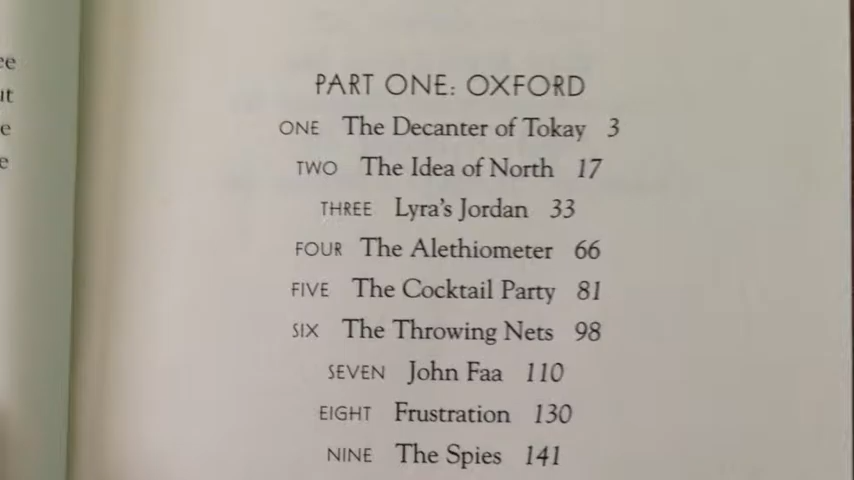 PART ONE: OXFORD
ONE The Decanter of Tokay 3
TWO The Idea of North 17
THREE Lyra's Jordan 33
FOUR The Alethiometer 66
FIVE The Cocktail Party 81
SIX The Throwing Nets 98
SEVEN John Faa 110
EIGHT Frustration 130
NINE The Spies 141